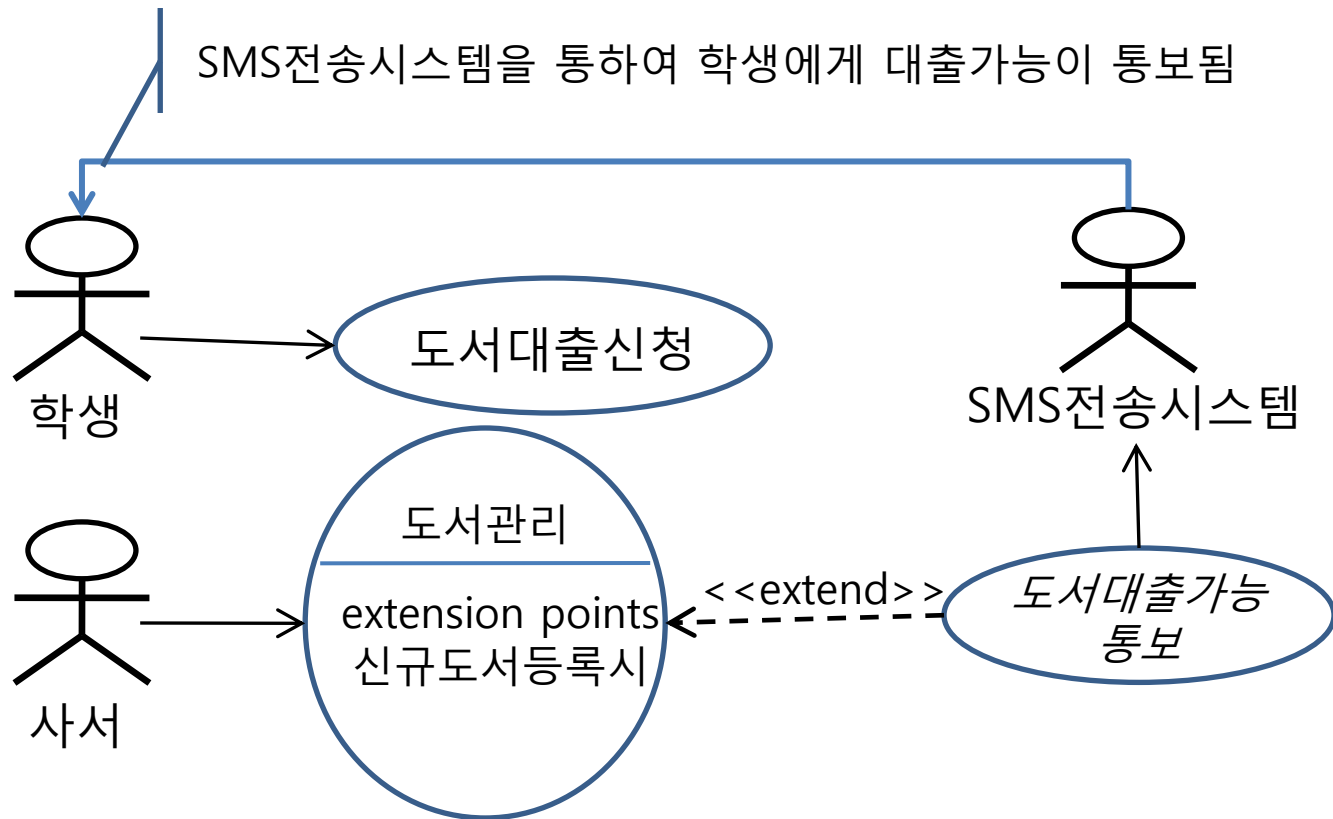 SMS전송시스템을 통하여 학생에게 대출가능이 통보됨
도서대출신청
학생
SMS전송시스템
도서관리
<<extend>>
extension points
신규도서등록시
도서대출가능
통보
사서